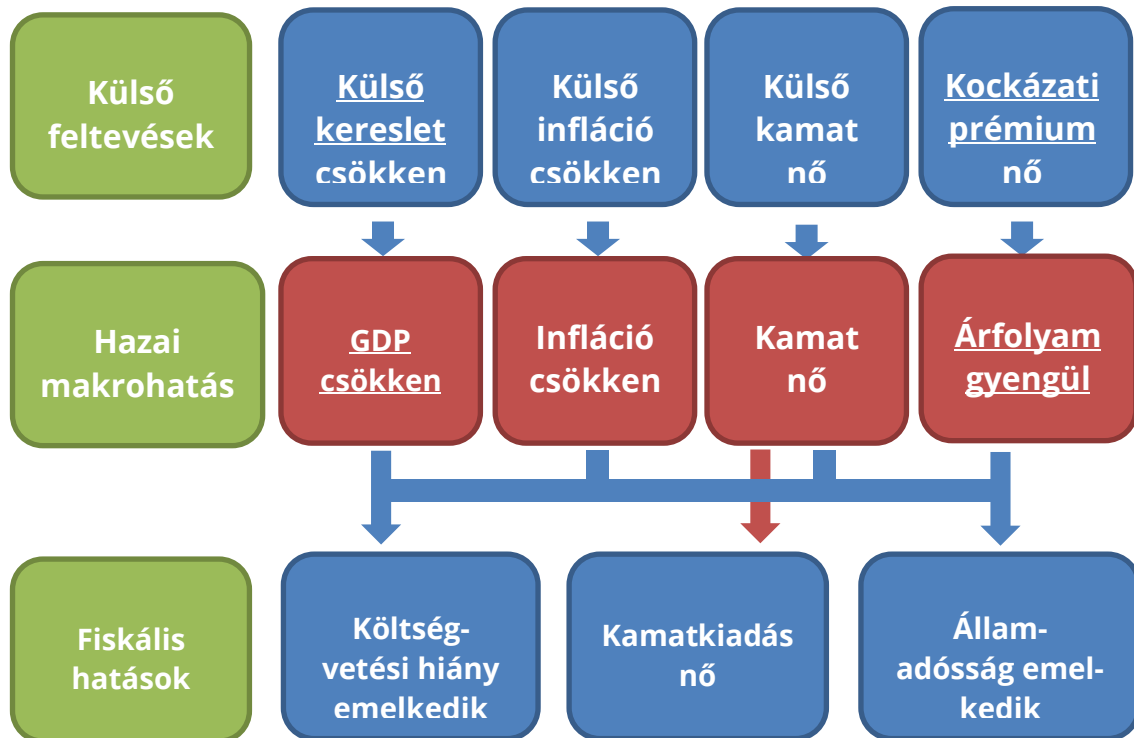 Külső
feltevések
Külső
kereslet
csökken
Külső
infláció
csökken
Külső
kamat
nő
Kockázati
prémium
nő
Hazai
makrohatás
GDP
csökken
Infláció
csökken
Kamat
nő
Árfolyam
gyengül
Fiskális
hatások
Költség-
vetési hiány
emelkedik
Kamatkiadás
nő
Állam-
adósság emel-
kedik